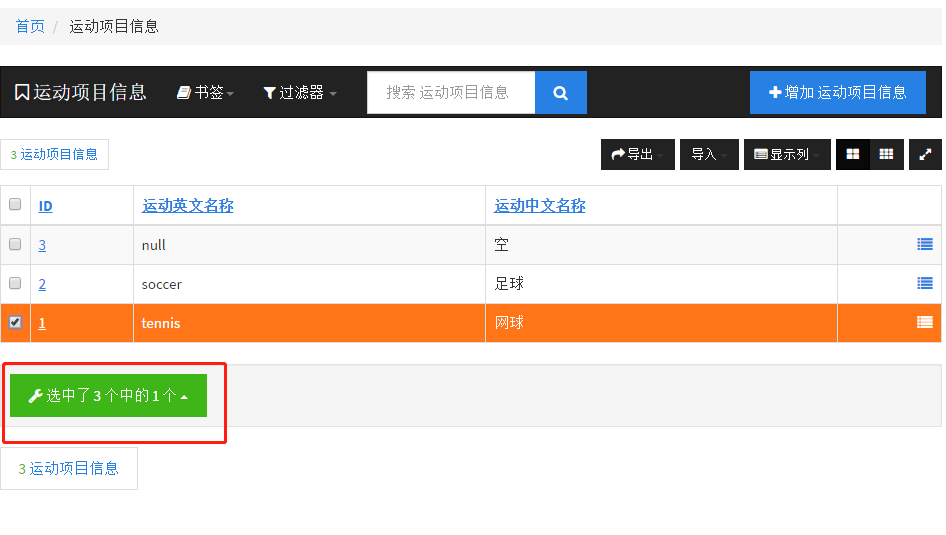 首页 / 运动项目信息
运动项目信息 书签 过滤器 搜索 运动项目信息 增加 运动项目信息
3 运动项目信息 导出 导入 显示列
ID 运动英文名称 运动中文名称
3 null 空
2 soccer 足球
1 tennis 网球
选中了 3 个中的 1 个
3 运动项目信息